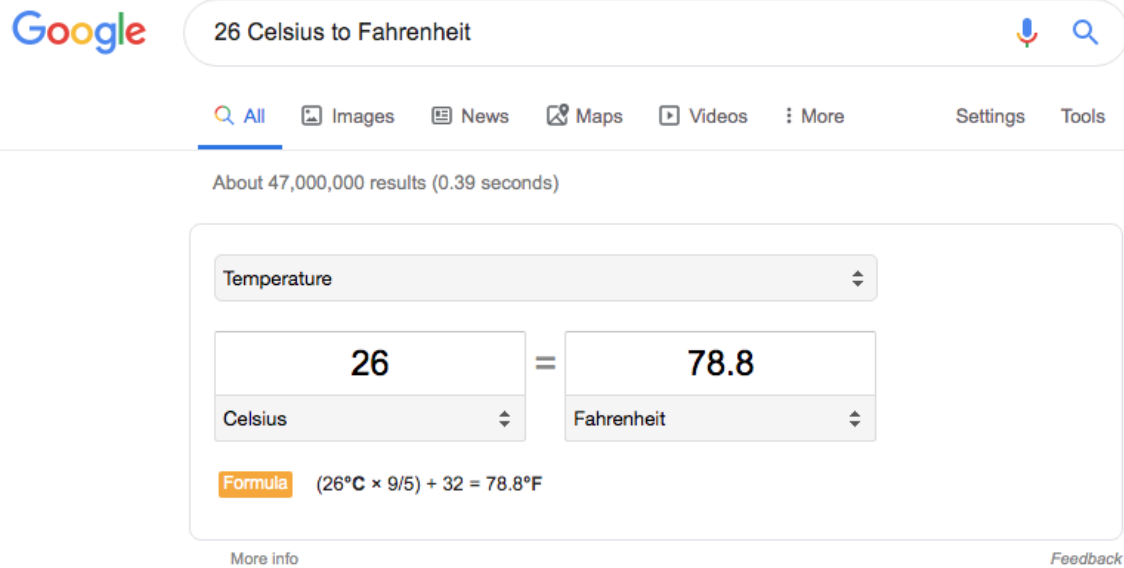 Google 26 Celsius to Fahrenheit
All Images News Maps Videos More Settings Tools
About 47,000,000 results (0.39 seconds)
Temperature
26 = 78.8
Celsius Fahrenheit
Formula (26°C × 9/5) + 32 = 78.8°F
More info Feedback